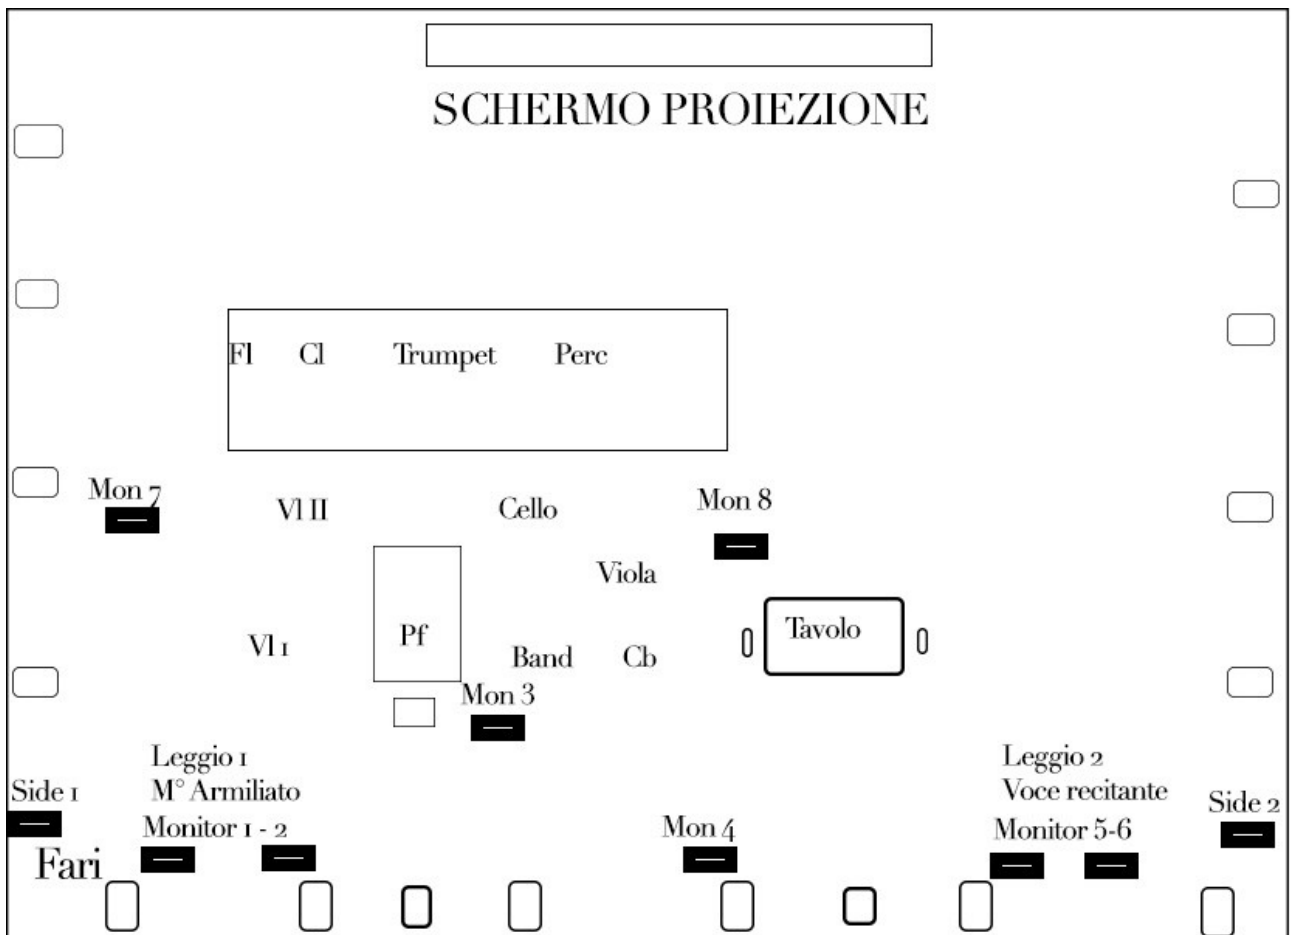 SCHERMO PROIEZIONE
Fl Cl Trumpet Perc
Mon 7
Vl II
Cello
Mon 8
Viola
Tavolo
Pf
Vl 1
Band Cb
Mon 3
Leggio 1
M° Armiliato
Monitor 1 - 2
Side 1
Fari
Mon 4
Leggio 2
Voce recitante
Monitor 5-6
Side 2